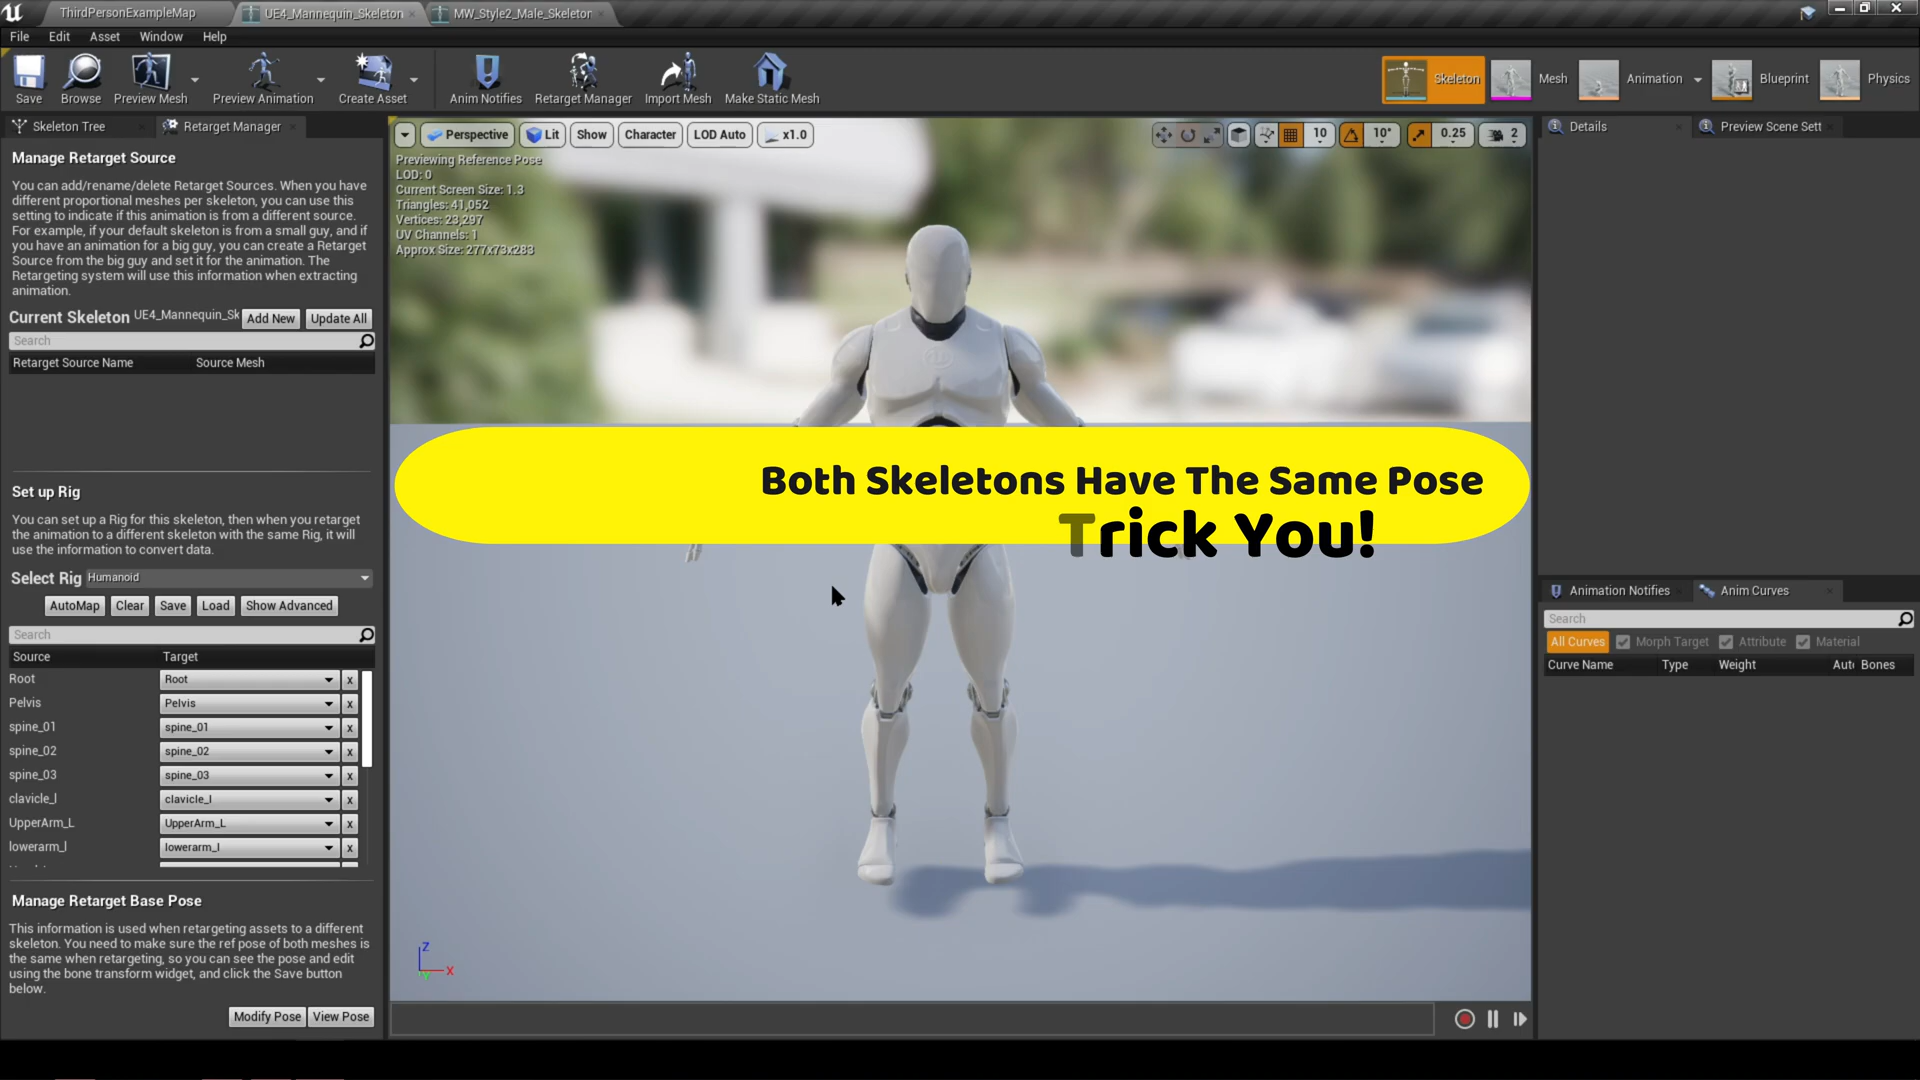 ThirdPersonExampleMap
UE4_Mannequin_Skeleton
MW_Style2_Male_Skeleton
File Edit Asset Window Help
Save
Browse
Preview Mesh
Preview Animation
Create Asset
Anim Notifies
Retarget Manager
Import Mesh
Make Static Mesh
Skeleton
Mesh
Animation
Blueprint
Physics
Skeleton Tree
Retarget Manager
Manage Retarget Source
You can add/rename/delete Retarget Sources. When you have
different proportional meshes per skeleton, you can use this
setting to indicate if this animation is from a different source.
For example, if your default skeleton is from a small guy, and if
you have an animation for a big guy, you can create a Retarget
Source from the big guy and set it for the animation. The
Retargeting system will use this information when extracting
animation.
Current Skeleton UE4_Mannequin_Sk Add New Update All
Search
Retarget Source Name Source Mesh
Set up Rig
You can set up a Rig for this skeleton, then when you retarget
the animation to a different skeleton with the same Rig, it will
use the information to convert data.
Select Rig Humanoid
AutoMap Clear Save Load Show Advanced
Search
Source Target
Root Root x
Pelvis Pelvis x
spine_01 spine_01 x
spine_02 spine_02 x
spine_03 spine_03 x
clavicle_l clavicle_l x
UpperArm_L UpperArm_L x
lowerarm_l lowerarm_l x
Manage Retarget Base Pose
This information is used when retargeting assets to a different
skeleton. You need to make sure the ref pose of both meshes is
the same when retargeting, so you can see the pose and edit
using the bone transform widget, and click the Save button
below.
Modify Pose View Pose
Perspective Lit Show Character LOD Auto x1.0
10 10° 0.25 2
Previewing Reference Pose
LOD: 0
Current Screen Size: 1.3
Triangles: 41,052
Vertices: 23,297
UV Channels: 1
Approx Size: 277x73x283
Both Skeletons Have The Same Pose
Trick You!
Z
X
Details
Preview Scene Sett
Animation Notifies
Anim Curves
Search
All Curves Morph Target Attribute Material
Curve Name Type Weight Aut Bones